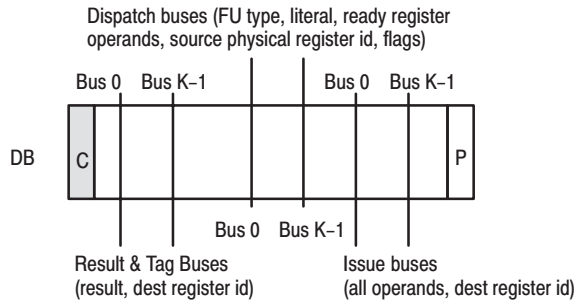 Dispatch buses (FU type, literal, ready register
operands, source physical register id, flags)
Bus 0 Bus K–1 Bus 0 Bus K–1
DB C P
Bus 0 Bus K–1
Result & Tag Buses
(result, dest register id)
Issue buses
(all operands, dest register id)